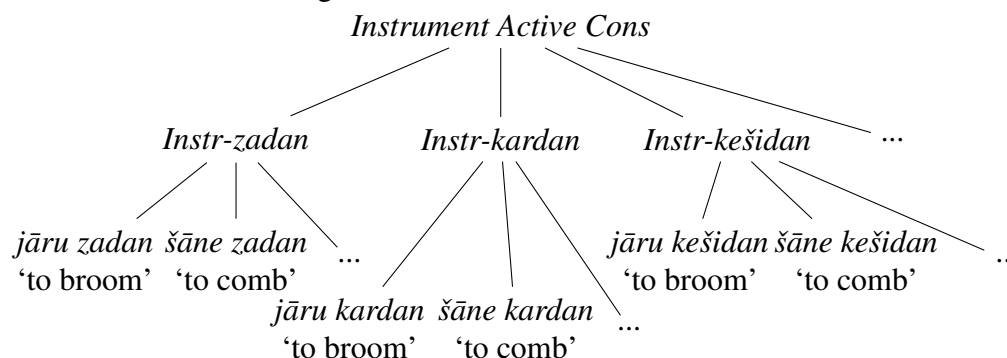 Instrument Active Cons
Instr-zadan Instr-kardan Instr-kešidan ...
jāru zadan šāne zadan ... jāru kešidan šāne kešidan ..
‘to broom’ ‘to comb’ ‘to broom’ ‘to comb’
jāru kardan šāne kardan ...
‘to broom’ ‘to comb’